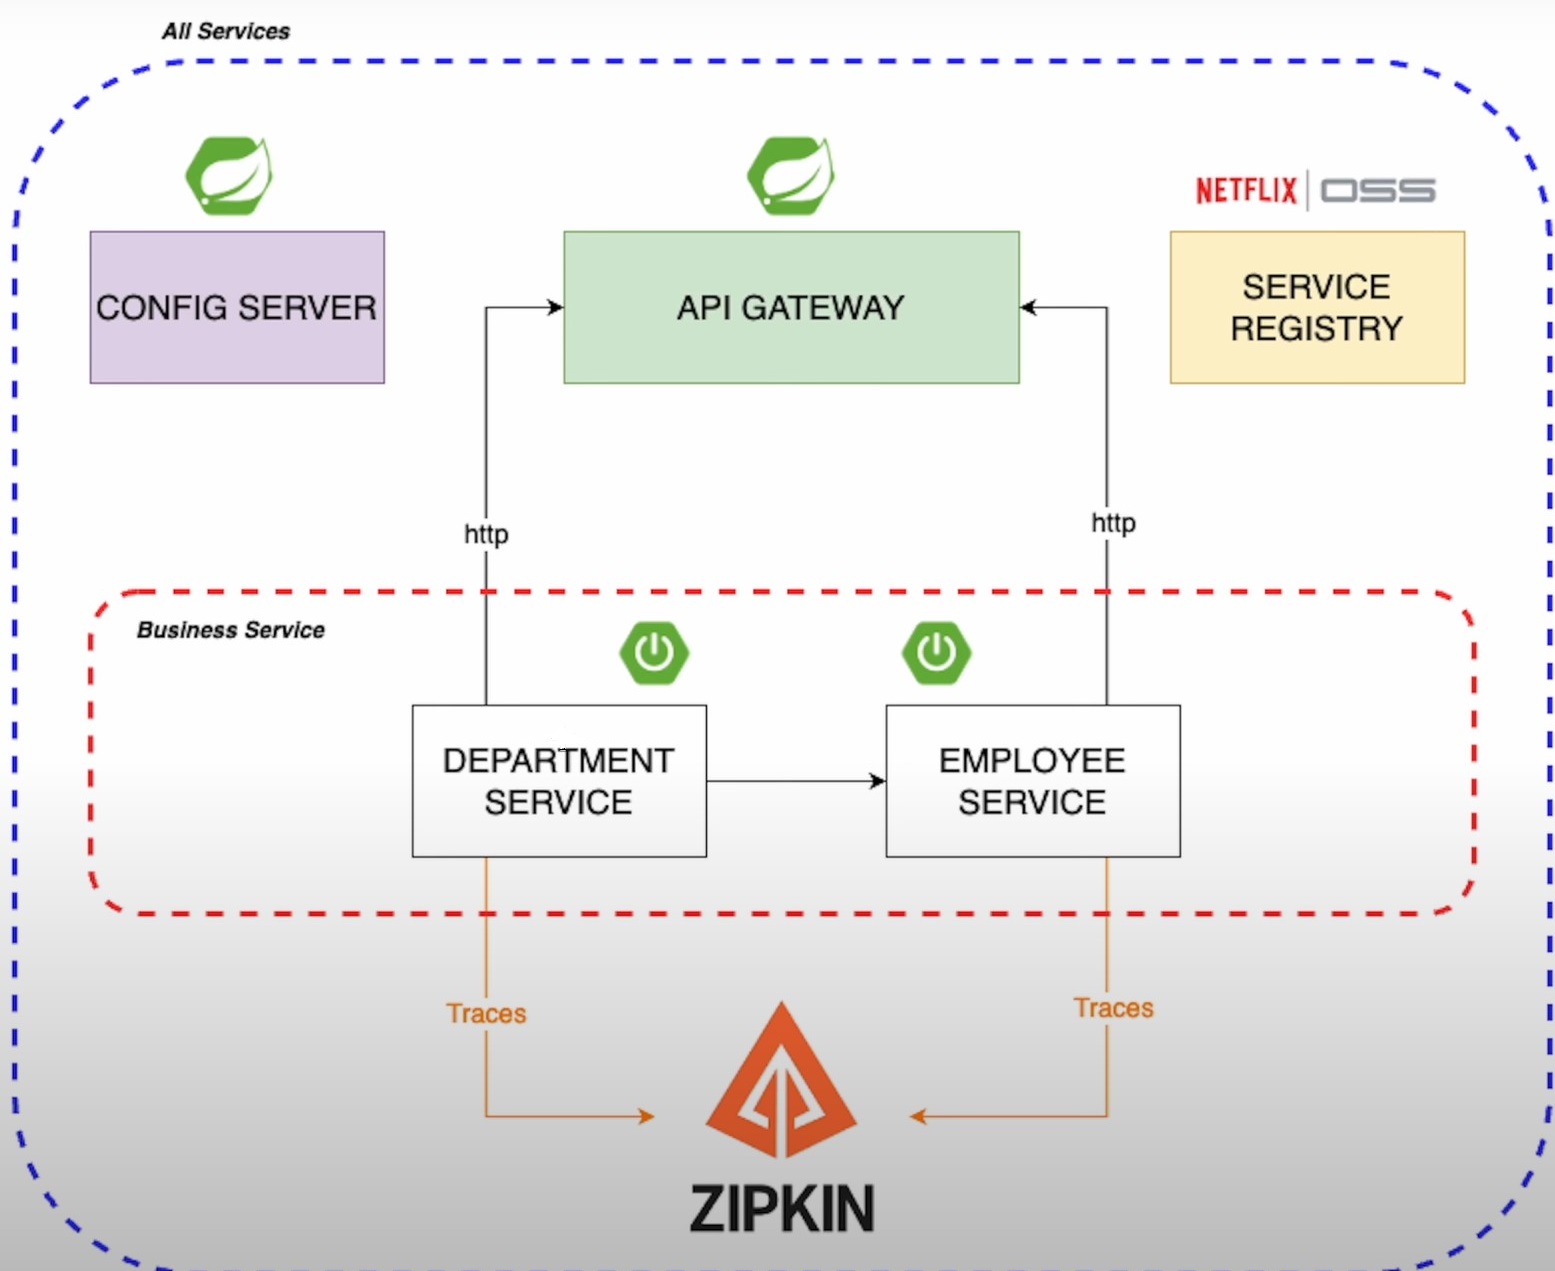 All Services
NETFLIX OSS
CONFIG SERVER
API GATEWAY
SERVICE
REGISTRY
http
http
Business Service
DEPARTMENT
SERVICE
EMPLOYEE
SERVICE
Traces
Traces
ZIPKIN